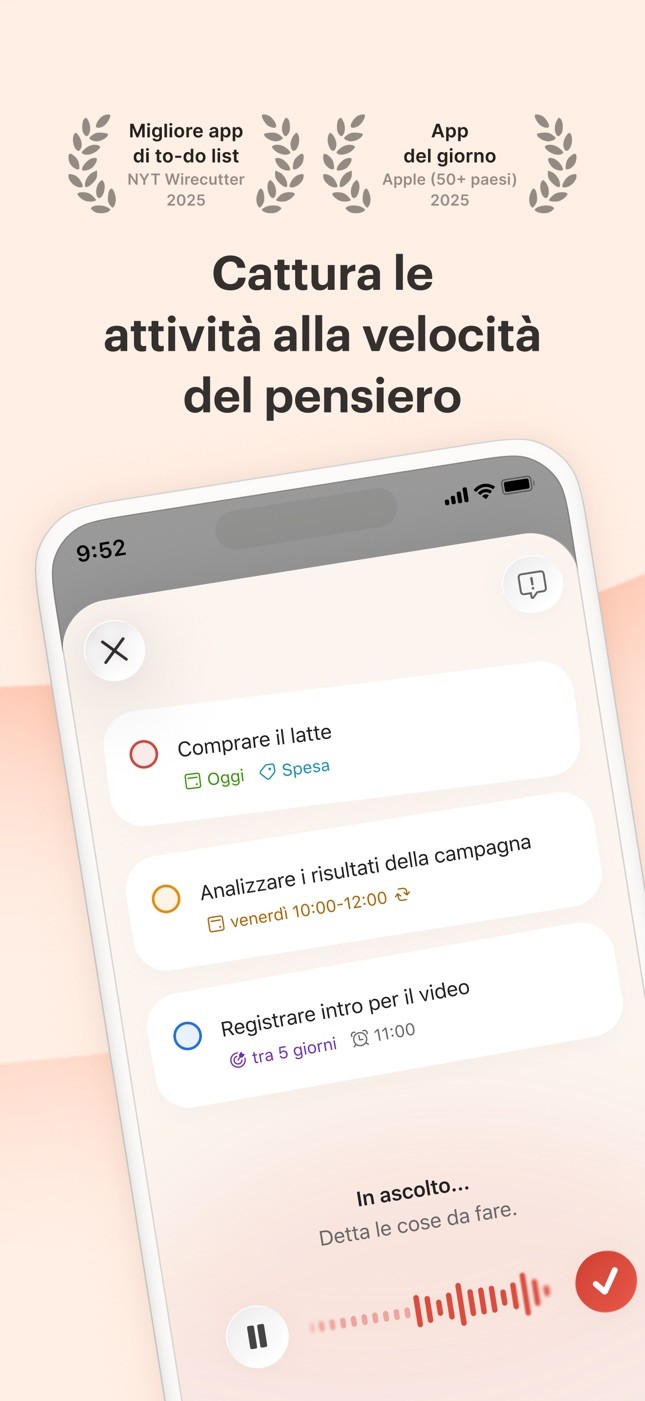 Migliore app
di to-do list
NYT Wirecutter
2025
App
del giorno
Apple (50+ paesi)
2025
Cattura le
attività alla velocità
del pensiero
9:52
Comprare il latte
Oggi Spesa
Analizzare i risultati della campagna
venerdì 10:00-12:00
Registrare intro per il video
tra 5 giorni 11:00
In ascolto...
Detta le cose da fare.